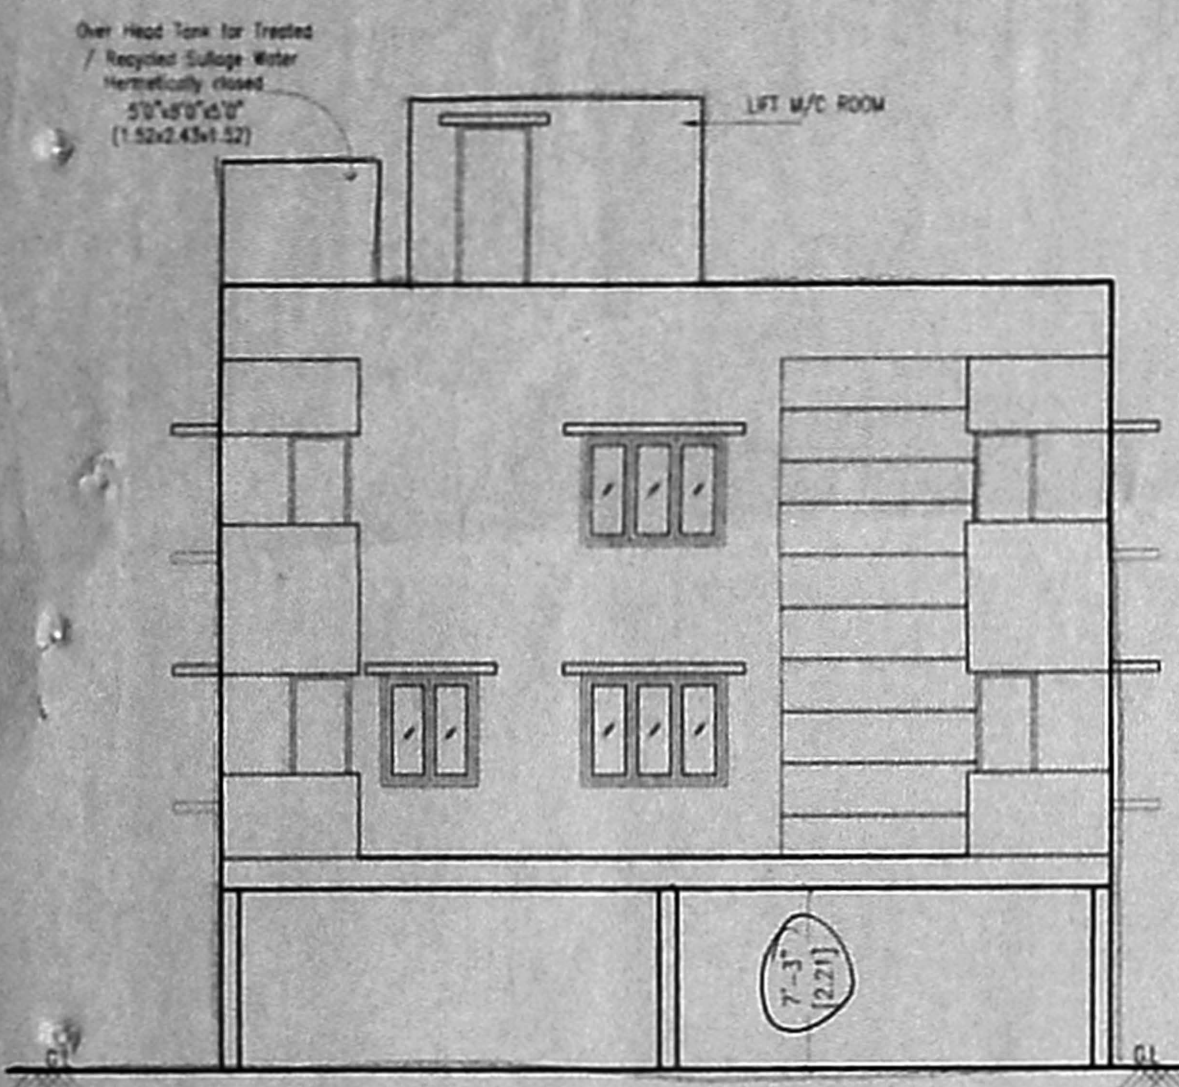 Over Head Tank for Treated
/ Recycled Sullage Water
Hermetically closed
5'0"x8'0"x5'0"
(1.52x2.43x1.52)
LIFT M/C ROOM
7'-3"
[2.21]
G.L